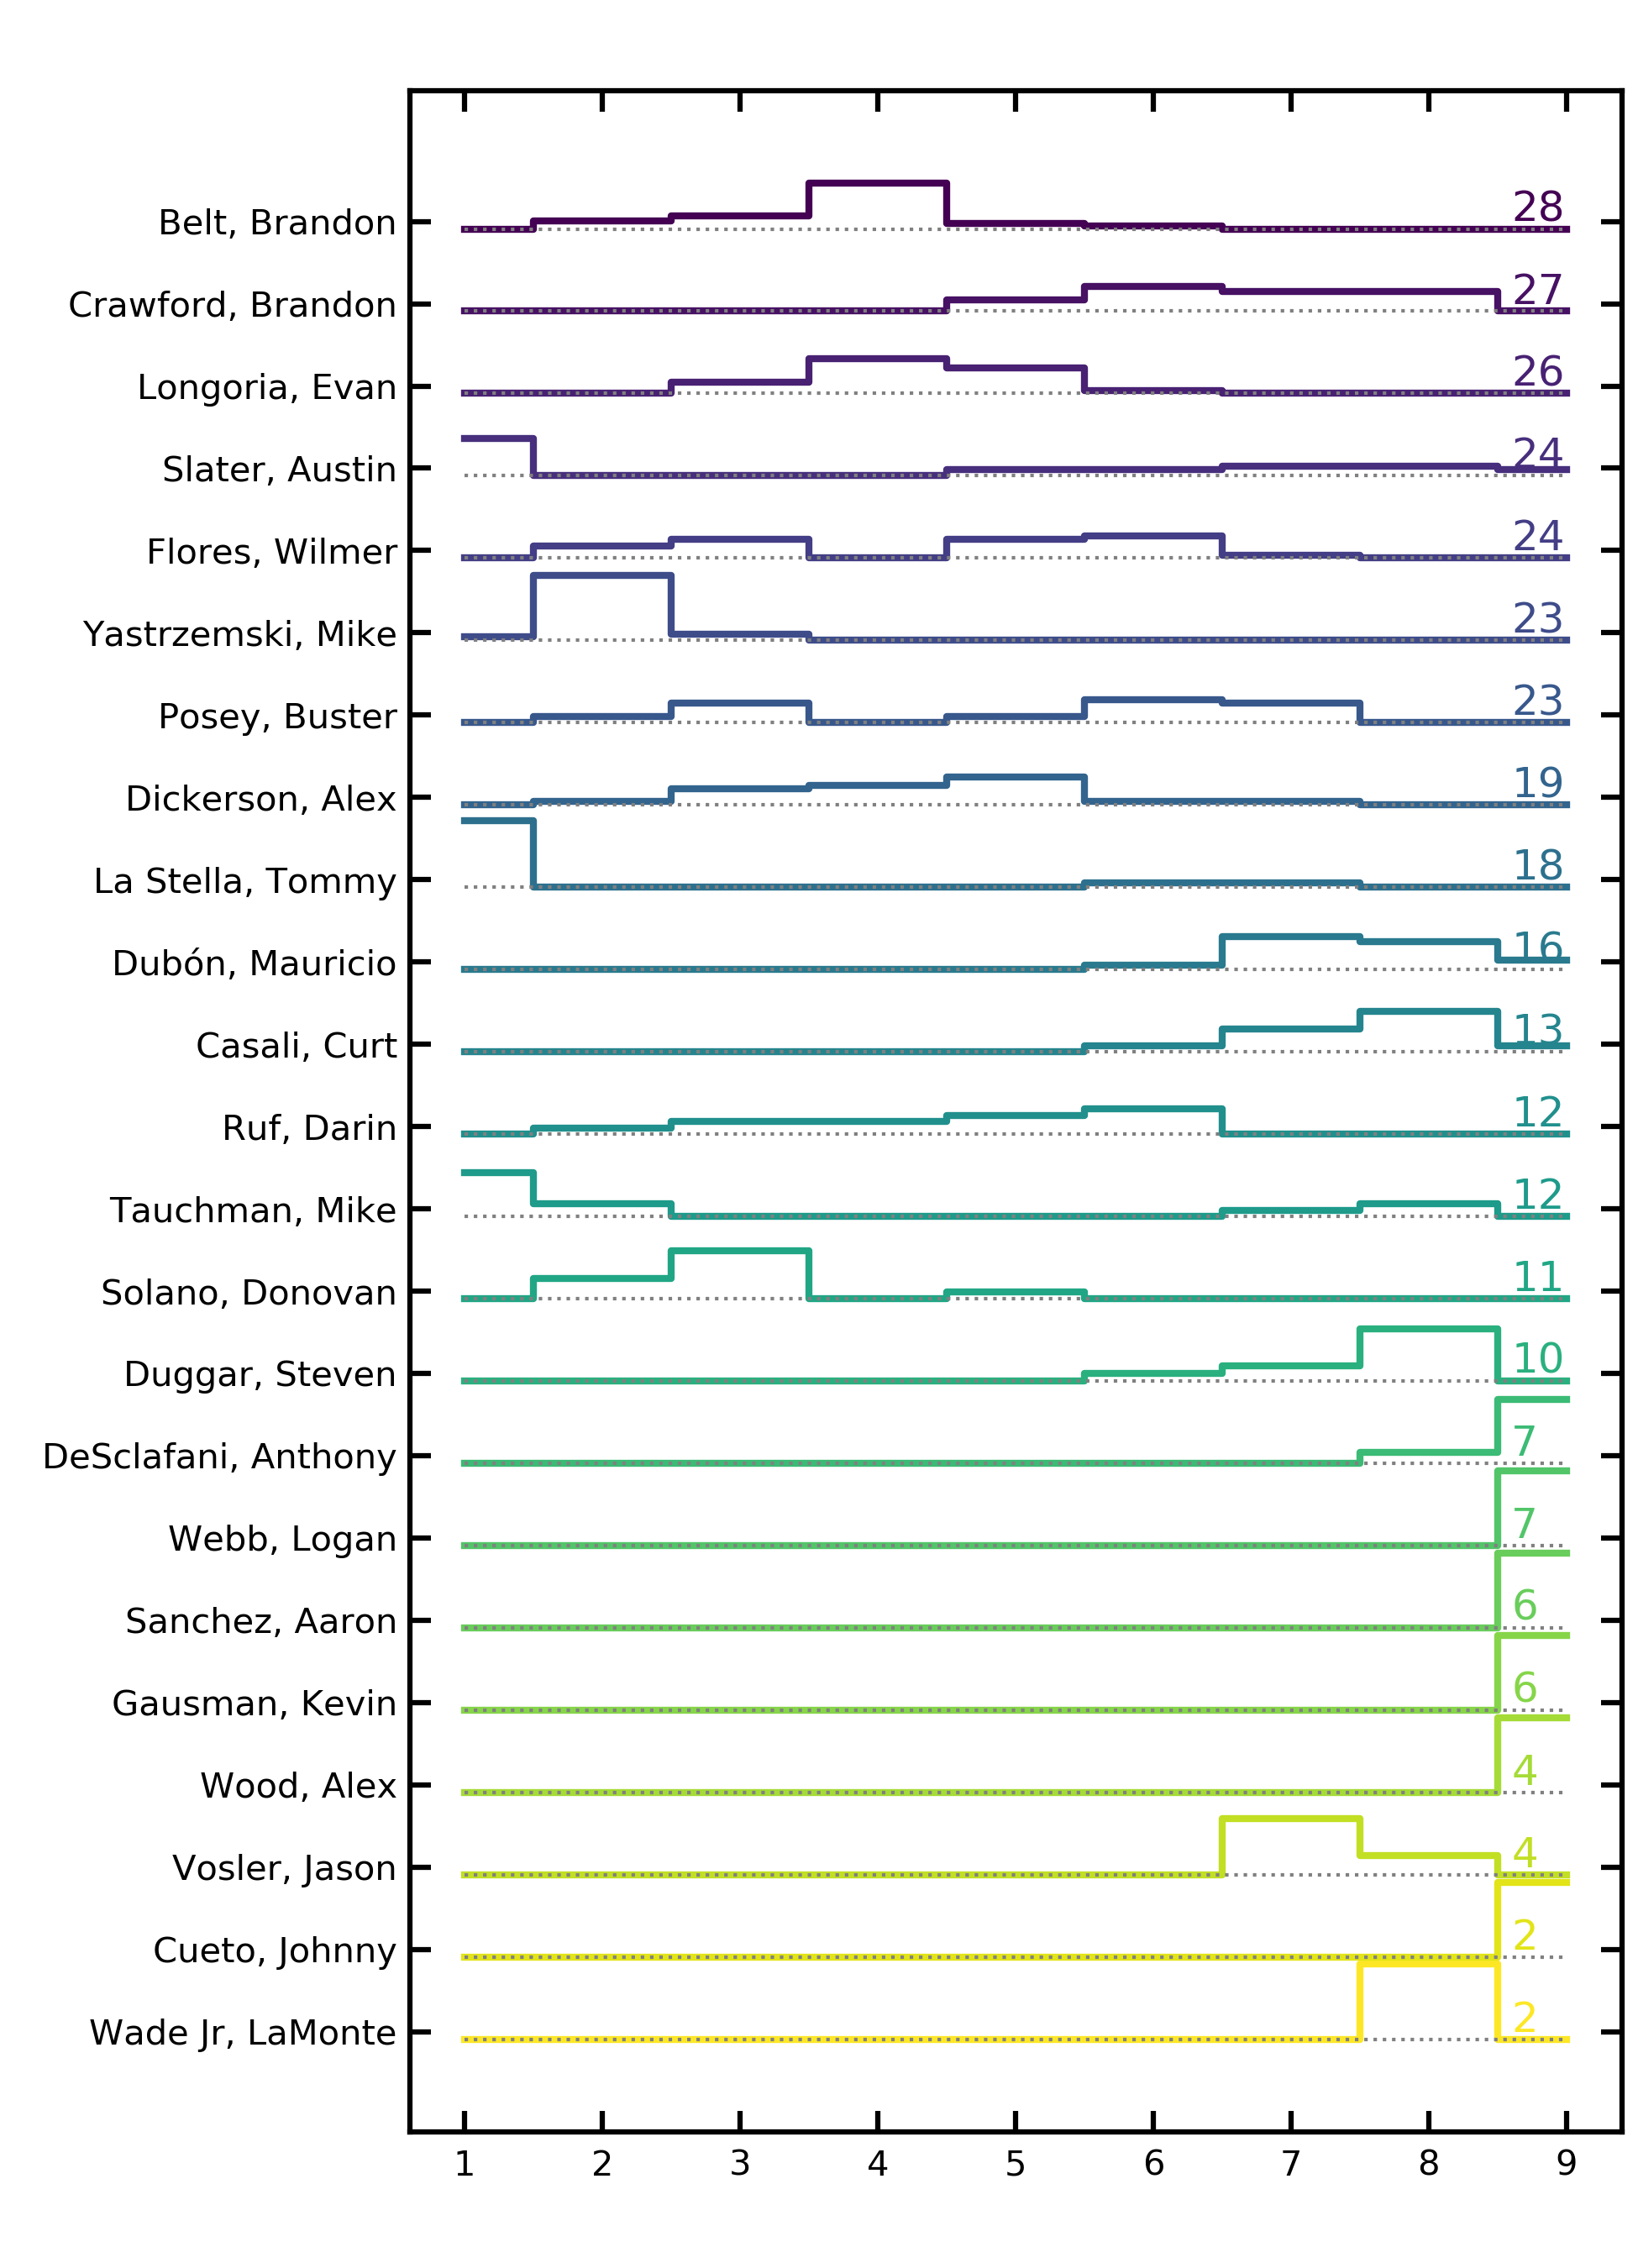 Belt, Brandon 28
Crawford, Brandon 27
Longoria, Evan 26
Slater, Austin 24
Flores, Wilmer 24
Yastrzemski, Mike 23
Posey, Buster 23
Dickerson, Alex 19
La Stella, Tommy 18
Dubón, Mauricio 16
Casali, Curt 13
Ruf, Darin 12
Tauchman, Mike 12
Solano, Donovan 11
Duggar, Steven 10
DeSclafani, Anthony 7
Webb, Logan 7
Sanchez, Aaron 6
Gausman, Kevin 6
Wood, Alex 4
Vosler, Jason 4
Cueto, Johnny 2
Wade Jr, LaMonte 2
1 2 3 4 5 6 7 8 9